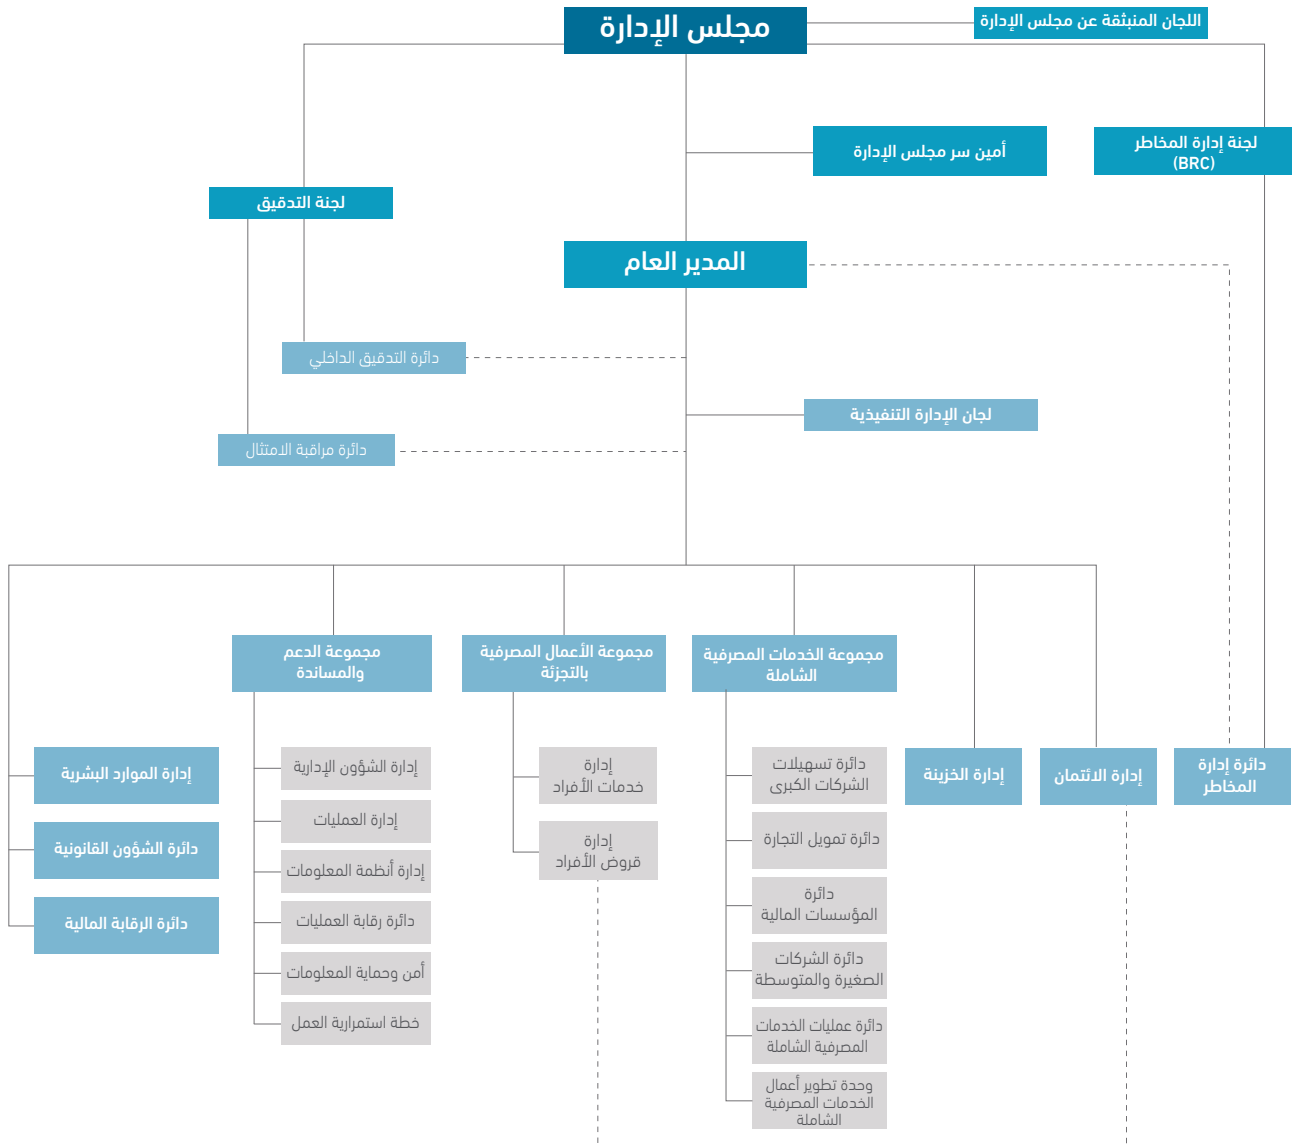 مجلس الإدارة
اللجان المنبثقة عن مجلس الإدارة
أمين سر مجلس الإدارة
لجنة إدارة المخاطر
(BRC)
لجنة التدقيق
المدير العام
دائرة التدقيق الداخلي
لجان الإدارة التنفيذية
دائرة مراقبة الامتثال
مجموعة الخدمات المصرفية
الشاملة
مجموعة الأعمال المصرفية
بالتجزئة
مجموعة الدعم
والمساندة
دائرة إدارة
المخاطر
إدارة الائتمان
إدارة الخزينة
دائرة تسهيلات
الشركات الكبرى
دائرة تمويل التجارة
دائرة
المؤسسات المالية
دائرة الشركات
الصغيرة والمتوسطة
دائرة عمليات الخدمات
المصرفية الشاملة
وحدة تطوير أعمال
الخدمات المصرفية
الشاملة
إدارة
خدمات الأفراد
إدارة
قروض الأفراد
إدارة الشؤون الإدارية
إدارة العمليات
إدارة أنظمة المعلومات
دائرة رقابة العمليات
أمن وحماية المعلومات
خطة استمرارية العمل
إدارة الموارد البشرية
دائرة الشؤون القانونية
دائرة الرقابة المالية